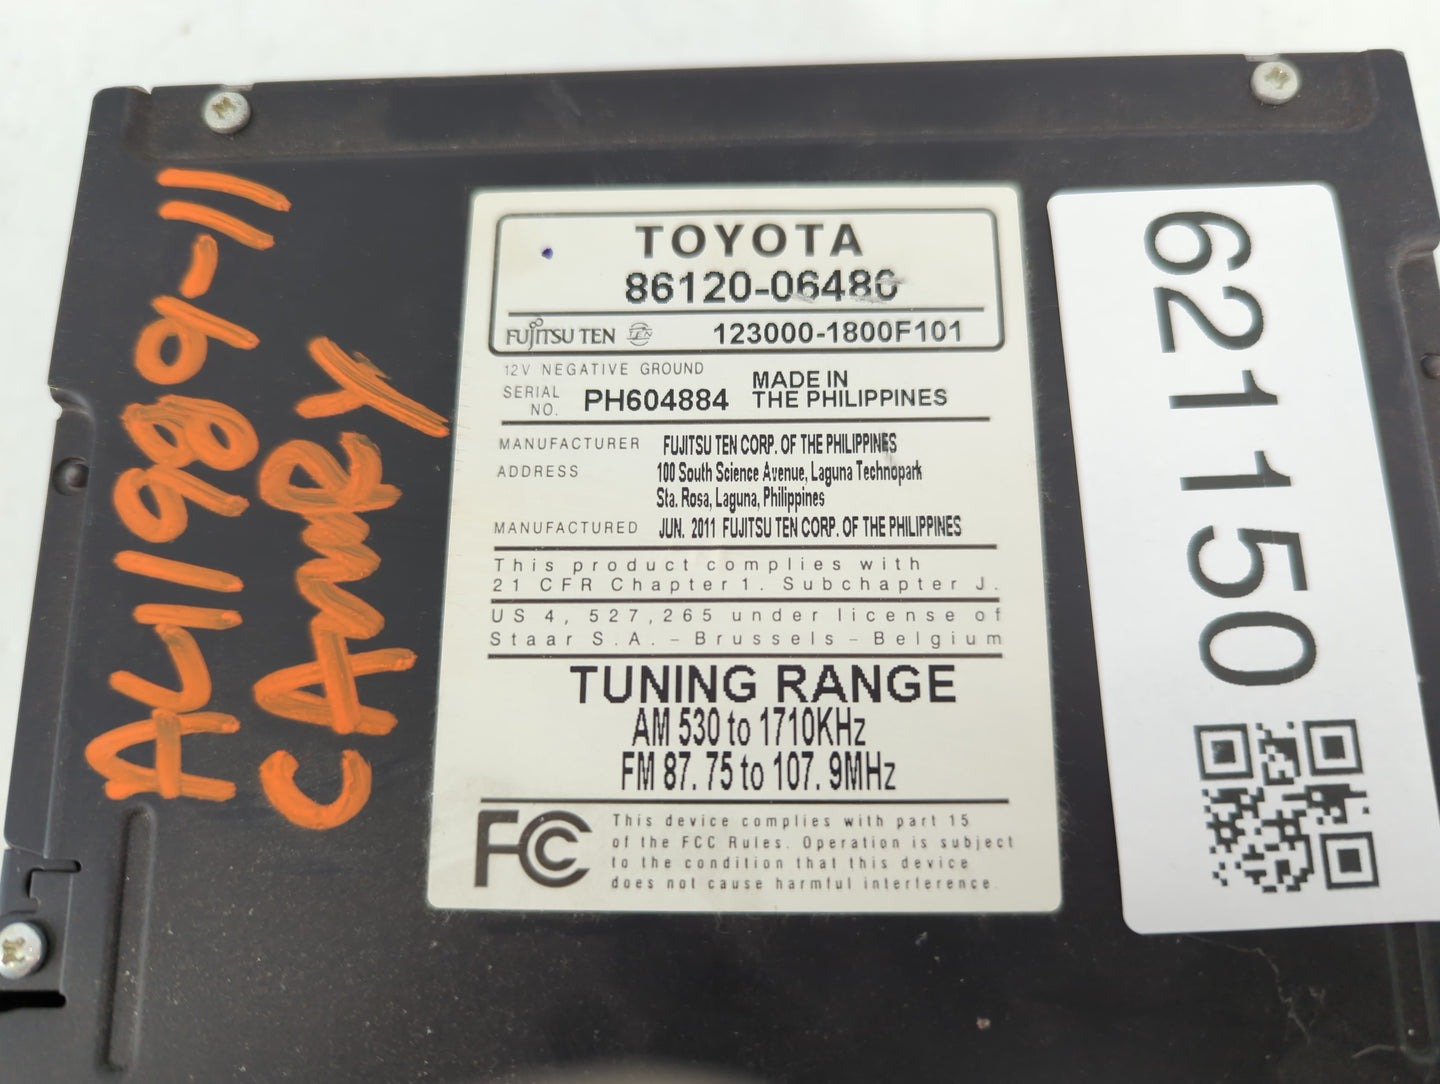 TOYOTA
86120-06480
FUJITSU TEN TEN 123000-1800F101
12V NEGATIVE GROUND
SERIAL NO. PH604884 MADE IN THE PHILIPPINES
MANUFACTURER FUJITSU TEN CORP. OF THE PHILIPPINES
ADDRESS 100 South Science Avenue, Laguna Technopark
Sta. Rosa, Laguna, Philippines
MANUFACTURED JUN. 2011 FUJITSU TEN CORP. OF THE PHILIPPINES
This product complies with
21 CFR Chapter 1. Subchapter J.
US 4, 527, 265 under license of
Staar S.A. - Brussels - Belgium
TUNING RANGE
AM 530 to 1710KHz
FM 87. 75 to 107. 9MHz
FC This device complies with part 15
of the FCC Rules. Operation is subject
to the condition that this device
does not cause harmful interference.
621150
CAMRY